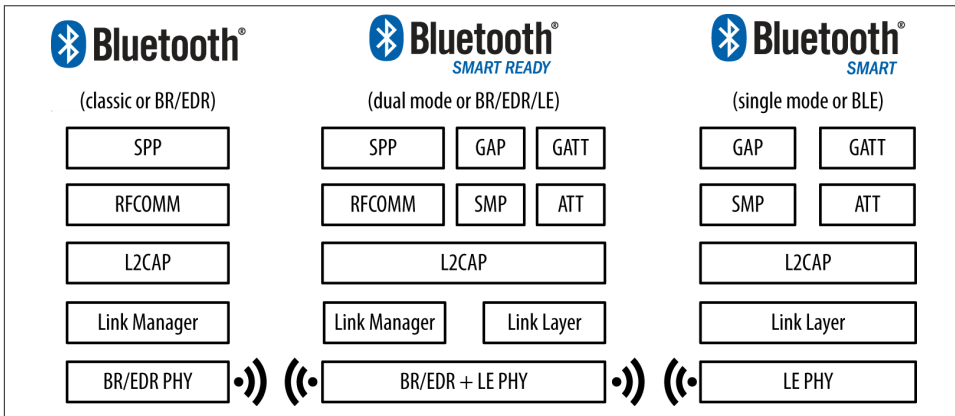 Bluetooth®
(classic or BR/EDR)
SPP
RFCOMM
L2CAP
Link Manager
BR/EDR PHY
Bluetooth®
SMART READY
(dual mode or BR/EDR/LE)
SPP GAP GATT
RFCOMM SMP ATT
L2CAP
Link Manager Link Layer
BR/EDR + LE PHY
Bluetooth®
SMART
(single mode or BLE)
GAP GATT
SMP ATT
L2CAP
Link Layer
LE PHY